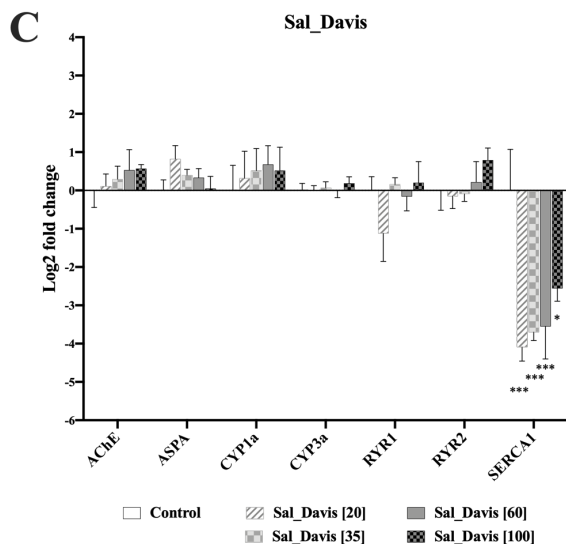 C
Sal_Davis
Log2 fold change
4
3
2
1
0
-1
-2
-3
-4
-5
-6
***
***
***
*
AChE
ASPA
CYP1a
CYP3a
RYR1
RYR2
SERCA1
Control
Sal_Davis [20]
Sal_Davis [60]
Sal_Davis [35]
Sal_Davis [100]